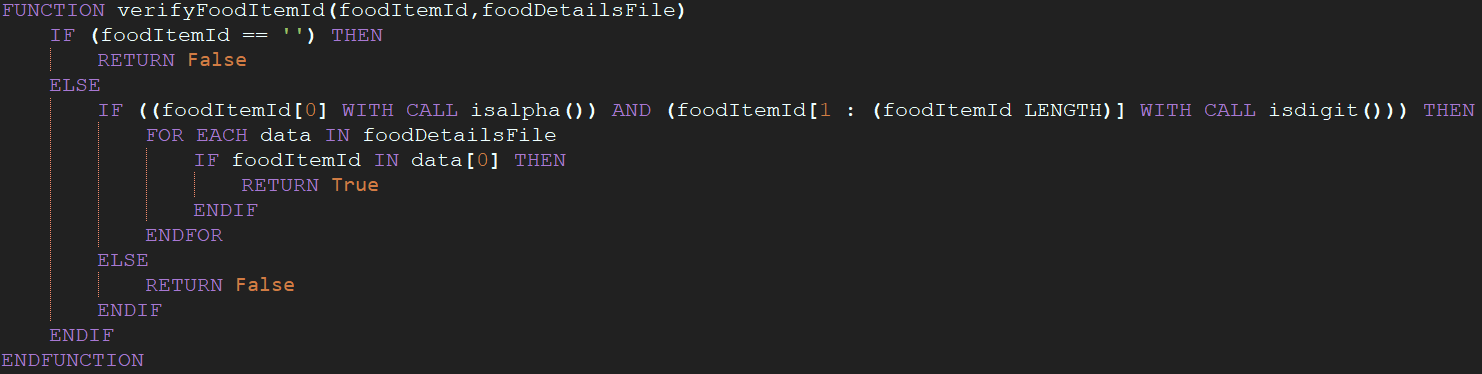 FUNCTION verifyFoodItemId(foodItemId,foodDetailsFile)
    IF (foodItemId == '') THEN
        RETURN False
    ELSE
        IF ((foodItemId[0] WITH CALL isalpha()) AND (foodItemId[1 : (foodItemId LENGTH)] WITH CALL isdigit())) THEN
            FOR EACH data IN foodDetailsFile
                IF foodItemId IN data[0] THEN
                    RETURN True
                ENDIF
            ENDFOR
        ELSE
            RETURN False
        ENDIF
    ENDIF
ENDFUNCTION